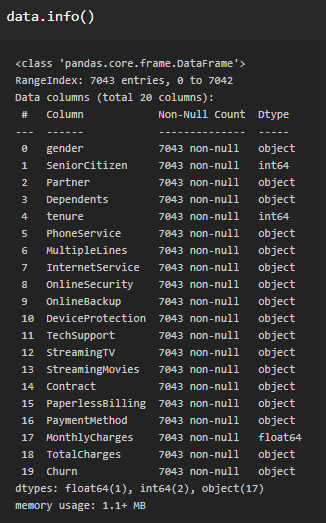 data.info()
<class 'pandas.core.frame.DataFrame'>
RangeIndex: 7043 entries, 0 to 7042
Data columns (total 20 columns):
 #   Column            Non-Null Count  Dtype
---  ------            --------------  -----
 0   gender            7043 non-null   object
 1   SeniorCitizen     7043 non-null   int64
 2   Partner           7043 non-null   object
 3   Dependents        7043 non-null   object
 4   tenure            7043 non-null   int64
 5   PhoneService      7043 non-null   object
 6   MultipleLines     7043 non-null   object
 7   InternetService   7043 non-null   object
 8   OnlineSecurity    7043 non-null   object
 9   OnlineBackup      7043 non-null   object
 10  DeviceProtection  7043 non-null   object
 11  TechSupport       7043 non-null   object
 12  StreamingTV       7043 non-null   object
 13  StreamingMovies   7043 non-null   object
 14  Contract          7043 non-null   object
 15  PaperlessBilling  7043 non-null   object
 16  PaymentMethod     7043 non-null   object
 17  MonthlyCharges    7043 non-null   float64
 18  TotalCharges      7043 non-null   object
 19  Churn             7043 non-null   object
dtypes: float64(1), int64(2), object(17)
memory usage: 1.1+ MB